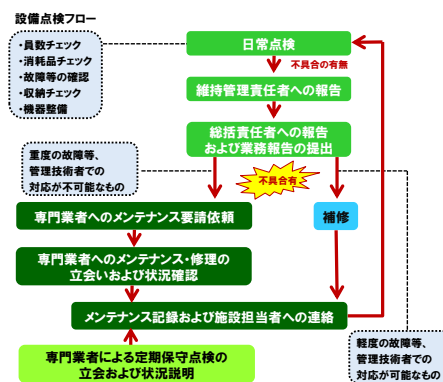 設備点検フロー
・員数チェック
・消耗品チェック
・故障等の確認
・収納チェック
・機器整備
日常点検
不具合の有無
維持管理責任者への報告
総括責任者への報告
および業務報告の提出
重度の故障等、
管理技術者での
対応が不可能なもの
不具合有
専門業者へのメンテナンス要請依頼
補修
専門業者へのメンテナンス・修理の
立会いおよび状況確認
メンテナンス記録および施設担当者への連絡
専門業者による定期保守点検の
立会および状況説明
軽度の故障等、
管理技術者での
対応が可能なもの